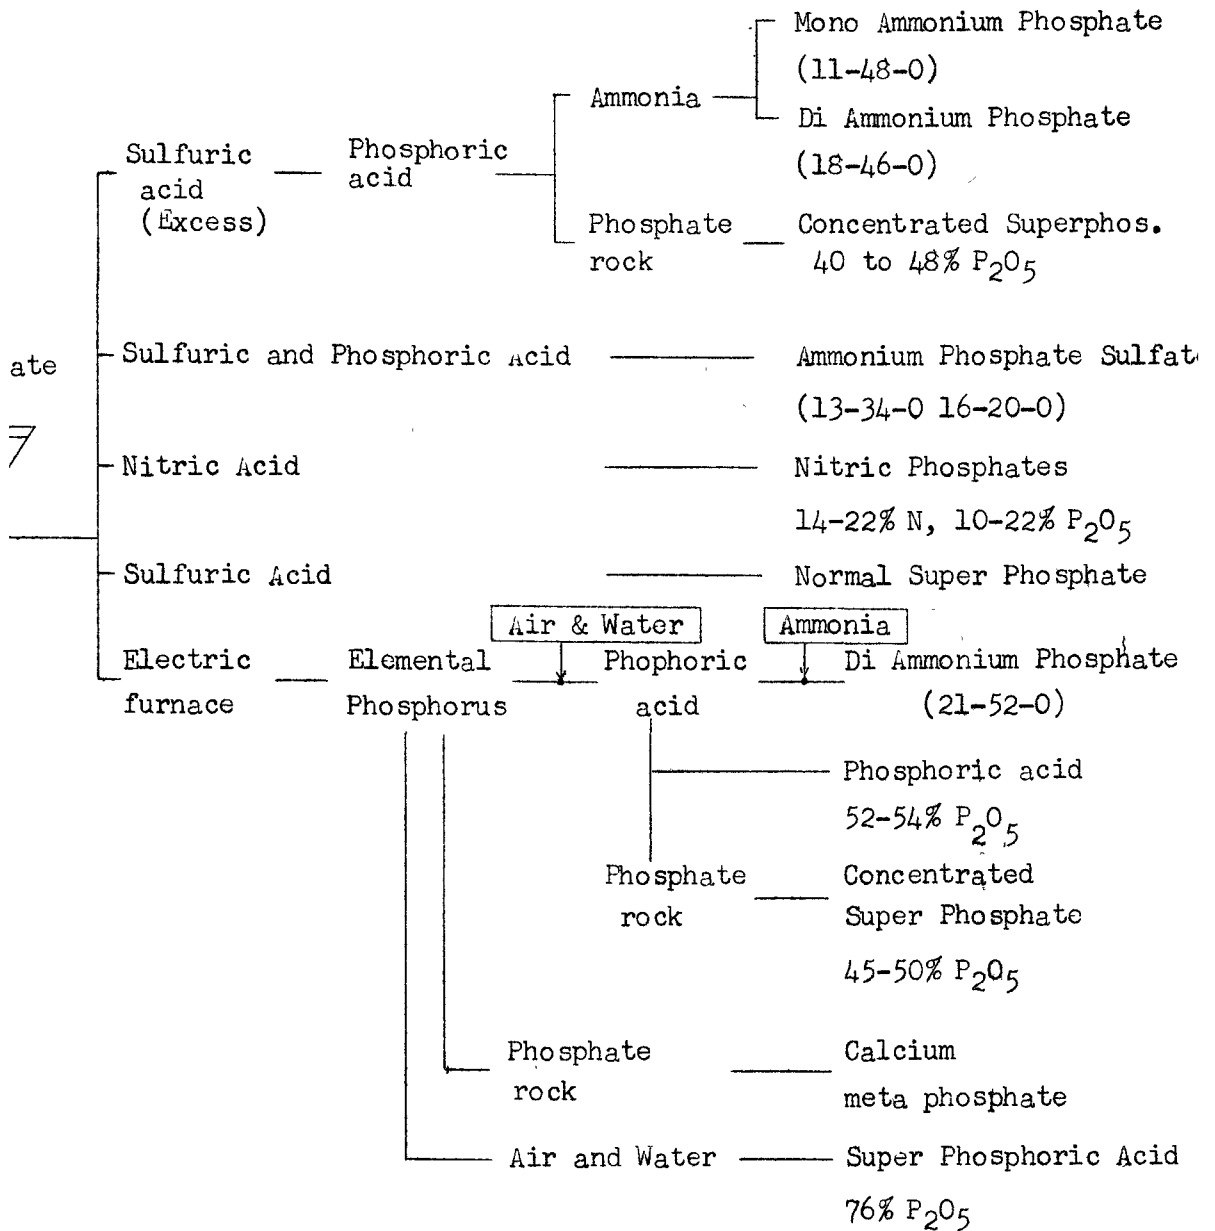 Mono Ammonium Phosphate
(11-48-0)
Ammonia
Di Ammonium Phosphate
(18-46-0)
Sulfuric
acid
(Excess)
Phosphoric
acid
Phosphate
rock
Concentrated Superphos.
40 to 48% P2O5
ate
Sulfuric and Phosphoric Acid
Ammonium Phosphate Sulfat
(13-34-0 16-20-0)
Nitric Acid
Nitric Phosphates
14-22% N, 10-22% P2O5
Sulfuric Acid
Normal Super Phosphate
Air & Water
Ammonia
Electric
furnace
Elemental
Phosphorus
Phophoric
acid
Di Ammonium Phosphate
(21-52-0)
Phosphoric acid
52-54% P2O5
Phosphate
rock
Concentrated
Super Phosphate
45-50% P2O5
Phosphate
rock
Calcium
meta phosphate
Air and Water
Super Phosphoric Acid
76% P2O5